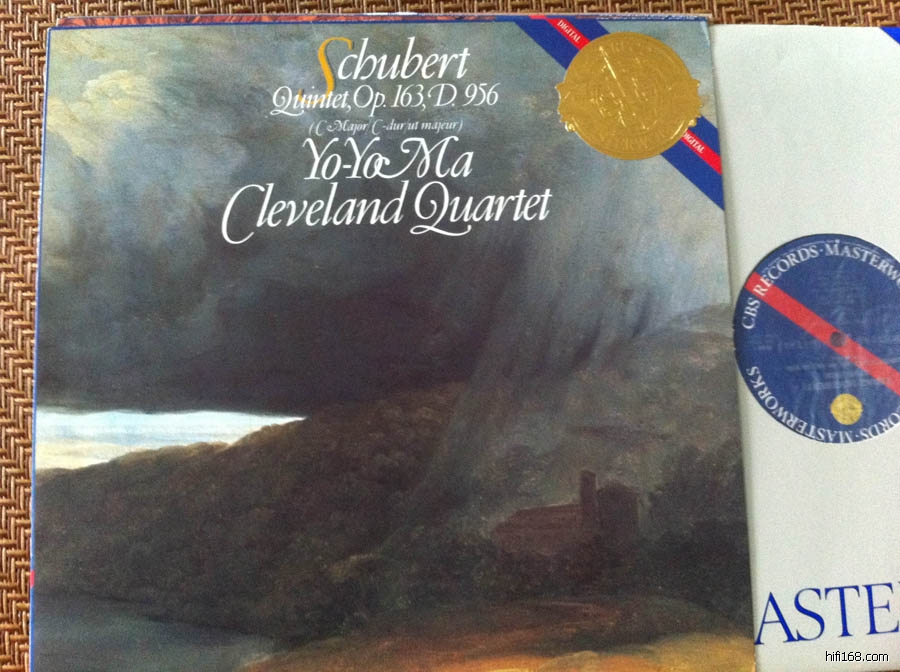 Schubert
Quintet, Op. 163, D. 956
(C Major/C-dur/ut majeur)
Yo-Yo Ma
Cleveland Quartet
DIGITAL
DIGITAL
CBS RECORDS · MASTERWO
ORDS · MASTERWORKS
ASTE
hifi168.com